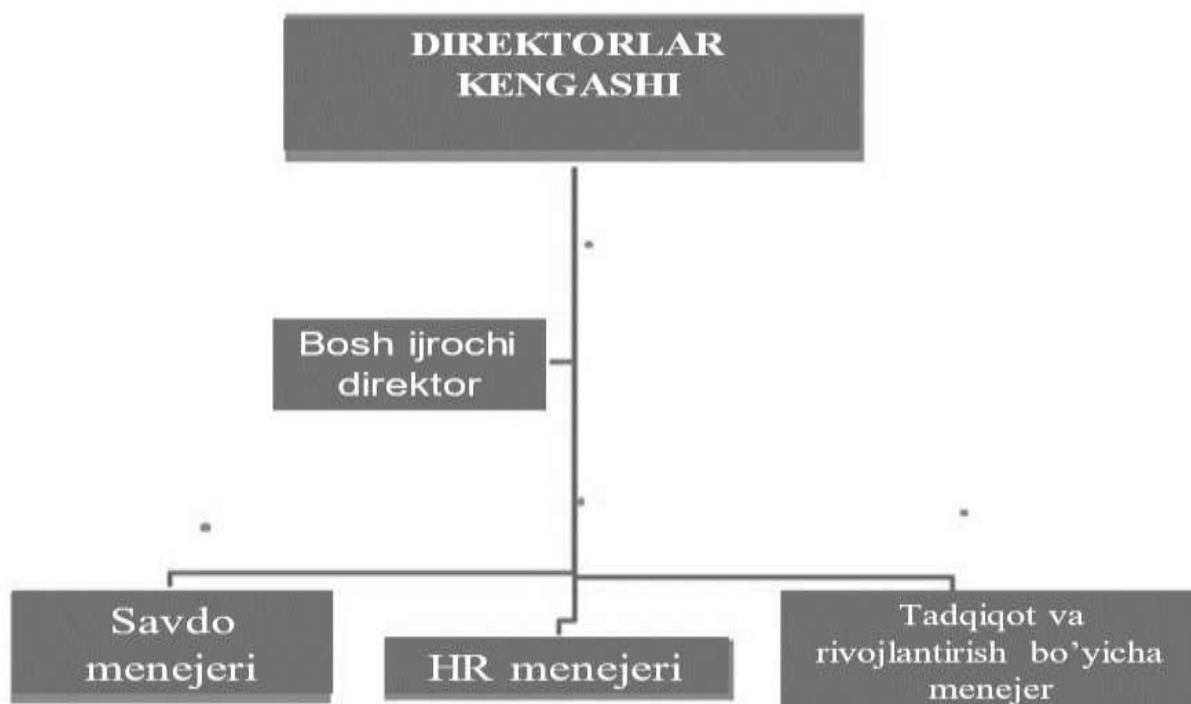 DIREKTORLAR
KENGASHI
Bosh ijrochi
direktor
Savdo
menejeri
HR menejeri
Tadqiqot va
rivojlantirish bo’yicha
menejer